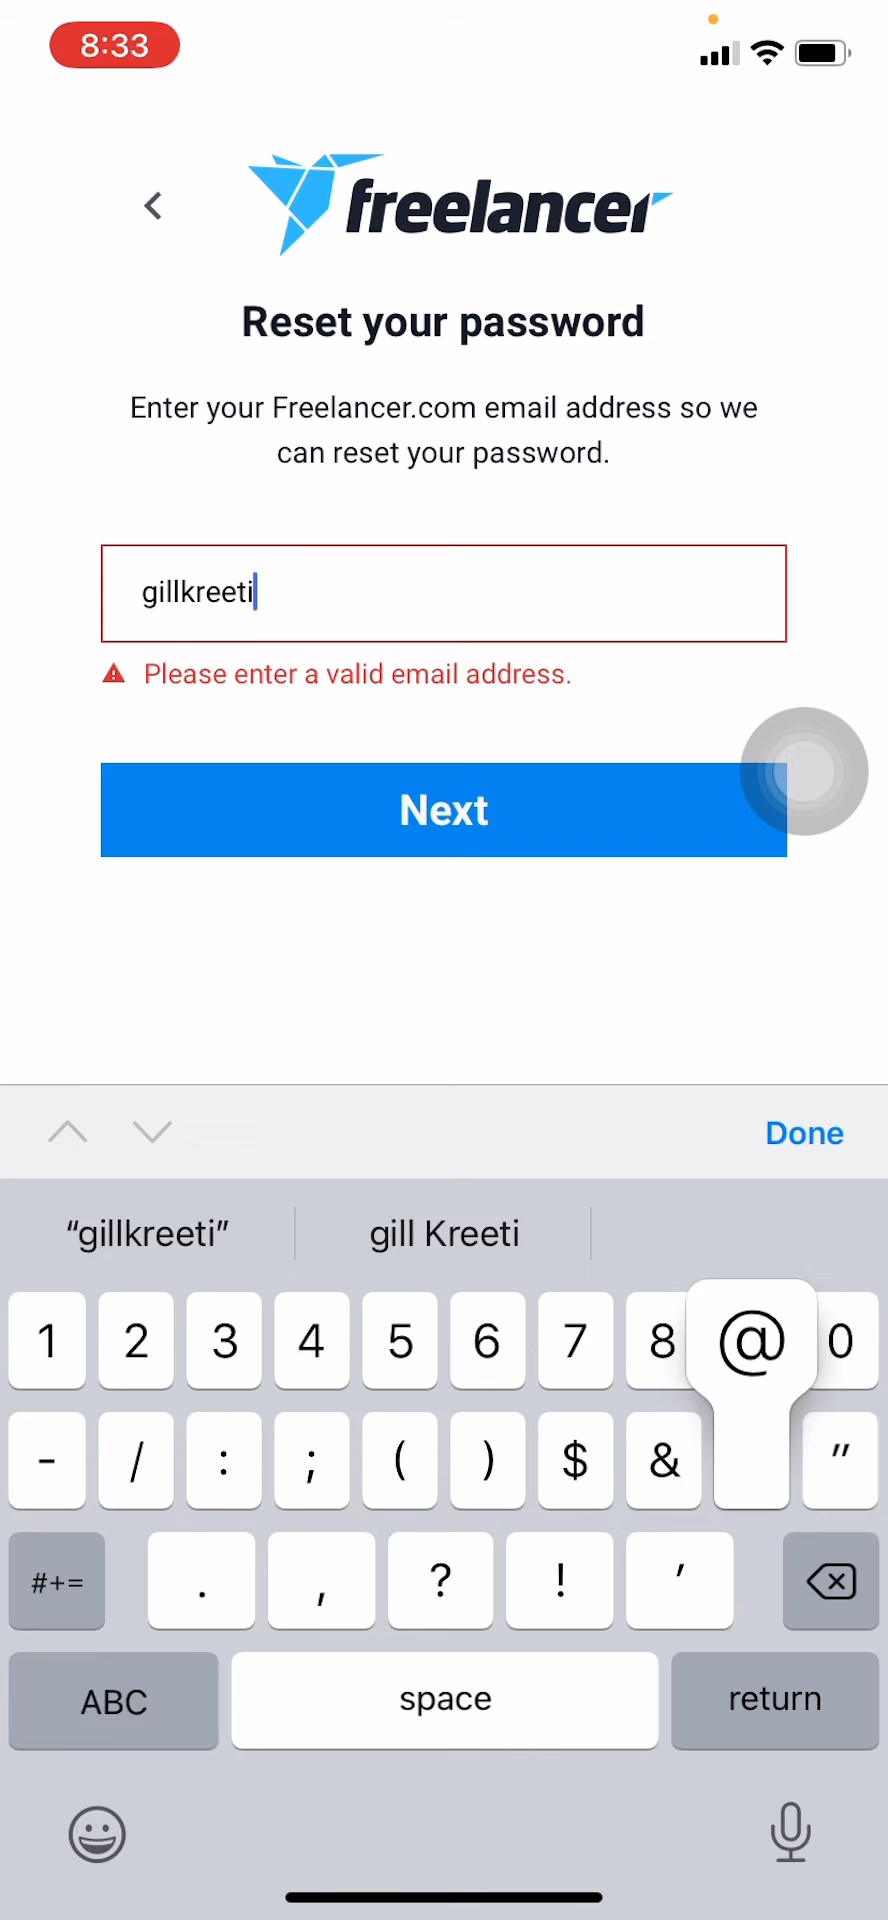 8:33
freelancer
Reset your password
Enter your Freelancer.com email address so we
can reset your password.
gillkreeti
Please enter a valid email address.
Next
Done
“gillkreeti” gill Kreeti
1 2 3 4 5 6 7 8 @ 0
- / : ; ( ) $ & "
#+= . , ? ! '
ABC space return